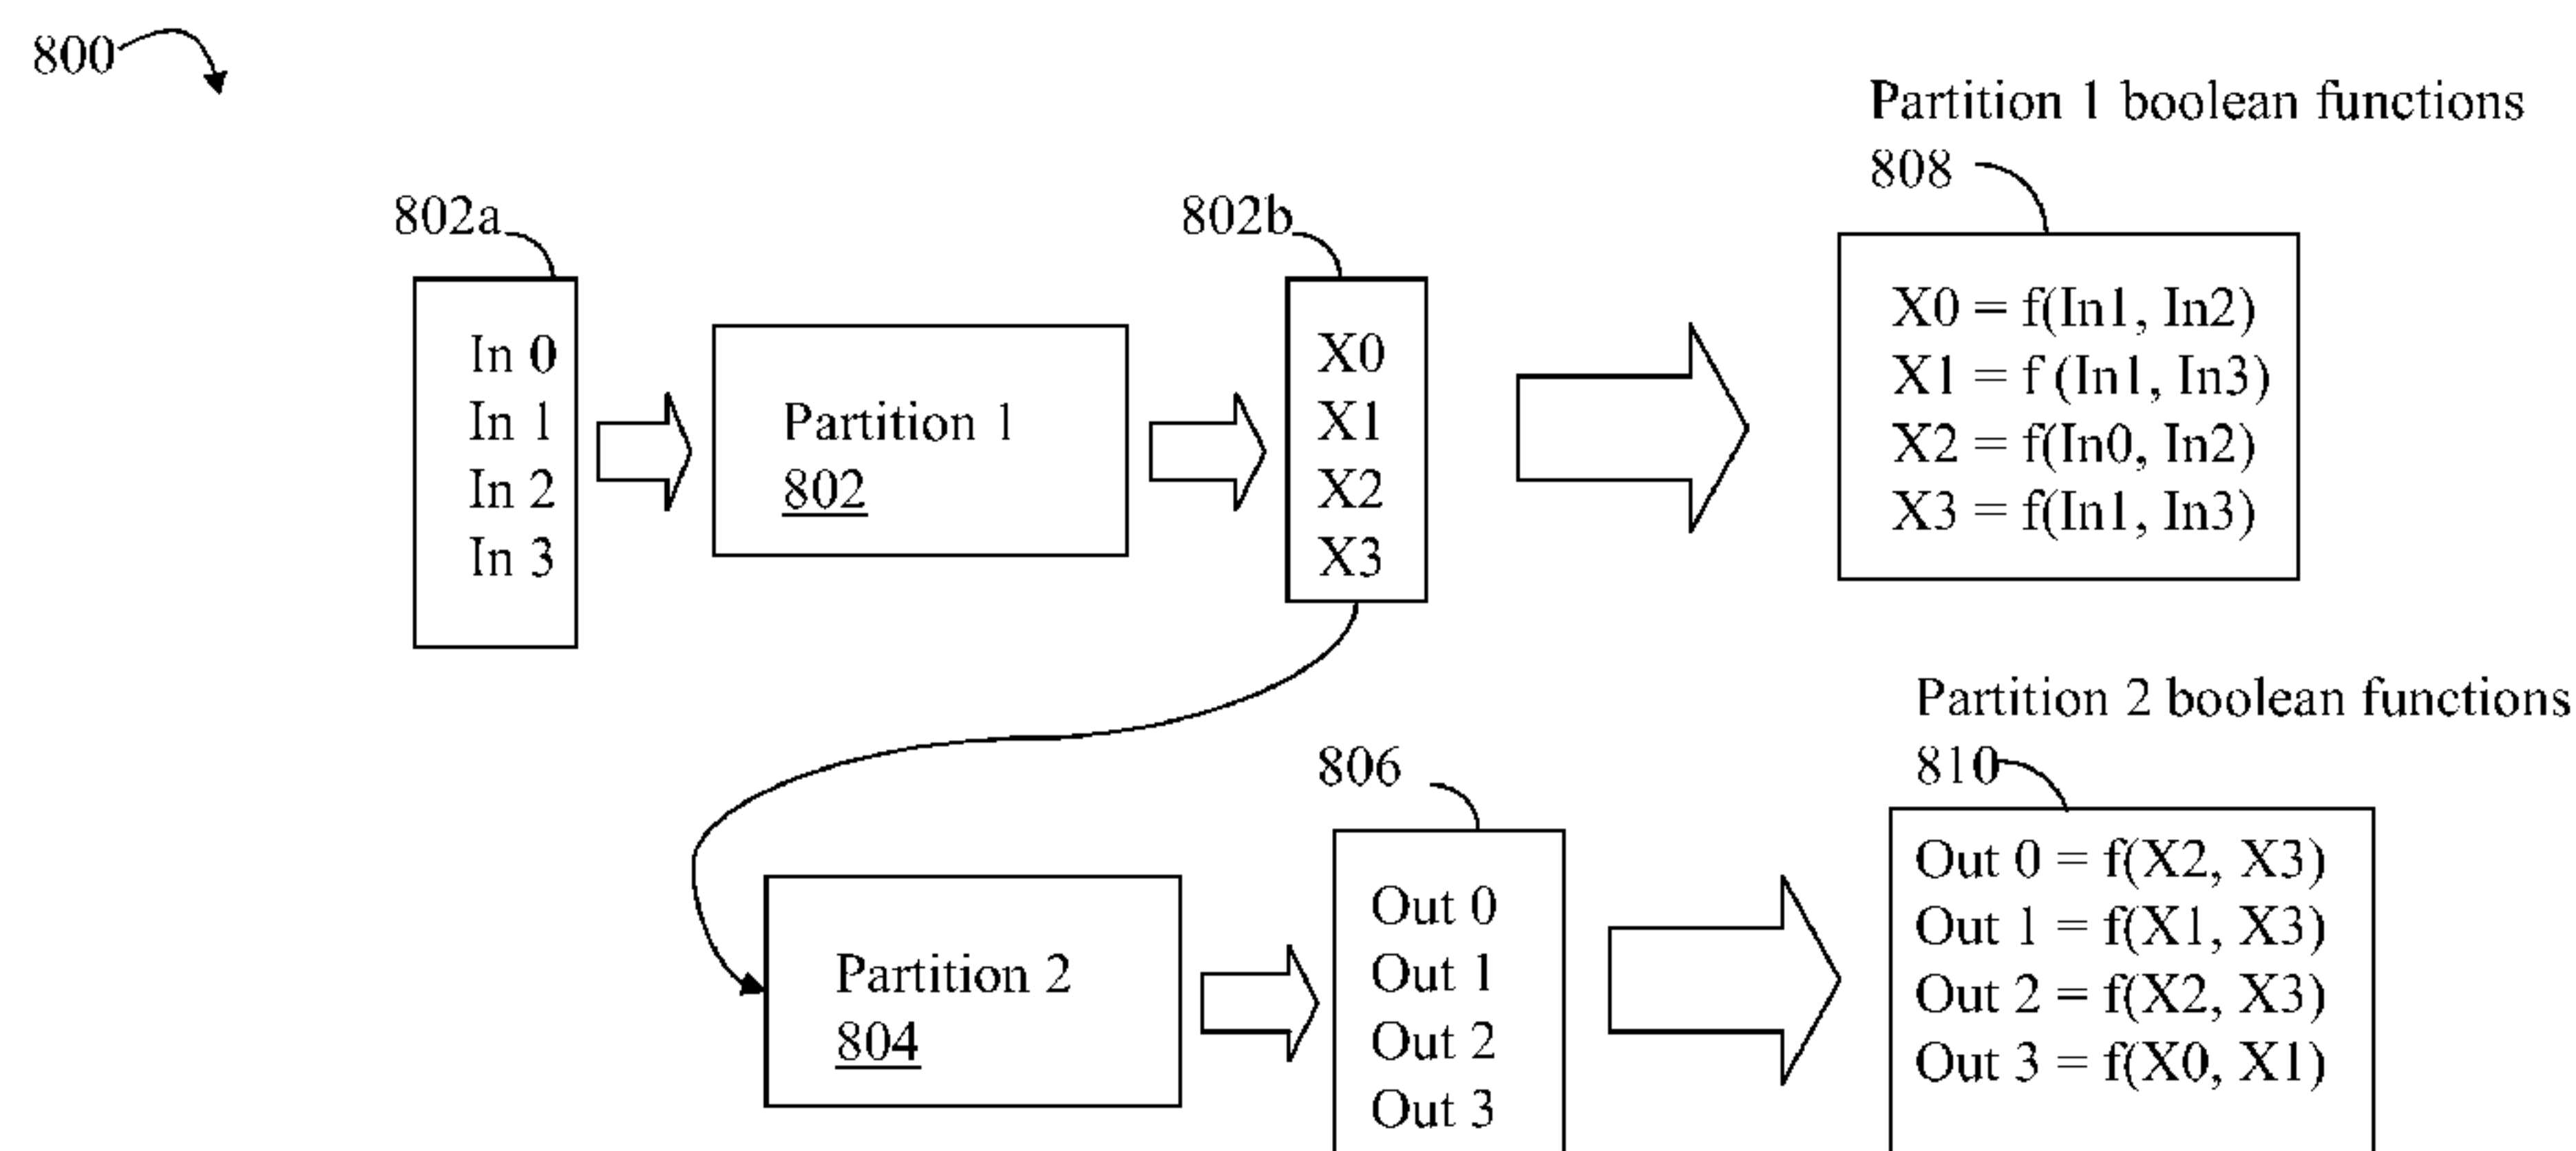 800
Partition 1 boolean functions
808
802a
802b
In 0
In 1
In 2
In 3
Partition 1
802
X0
X1
X2
X3
X0 = f(In1, In2)
X1 = f (In1, In3)
X2 = f(In0, In2)
X3 = f(In1, In3)
Partition 2 boolean functions
810
806
Partition 2
804
Out 0
Out 1
Out 2
Out 3
Out 0 = f(X2, X3)
Out 1 = f(X1, X3)
Out 2 = f(X2, X3)
Out 3 = f(X0, X1)